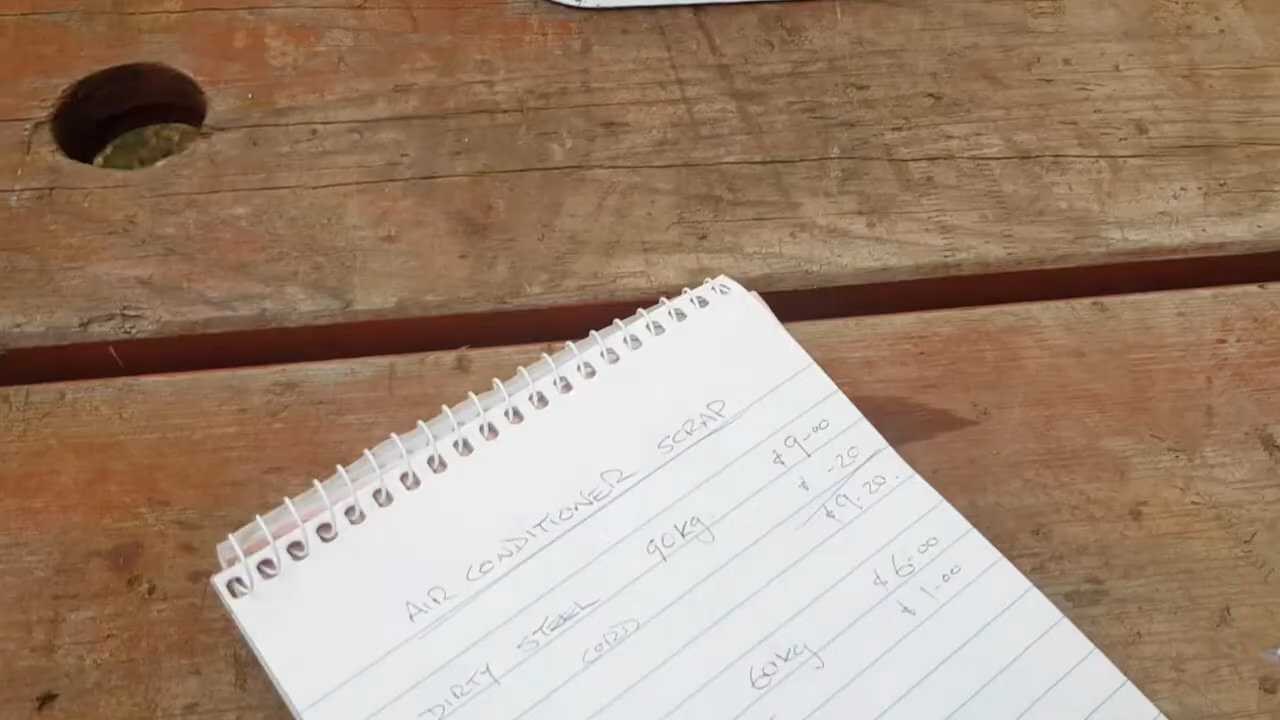 AIR CONDITIONER SCRAP
DIRTY STEEL 90kg $9-00
CORD $ -20
$9.20.
60kg $6-00
$1-00